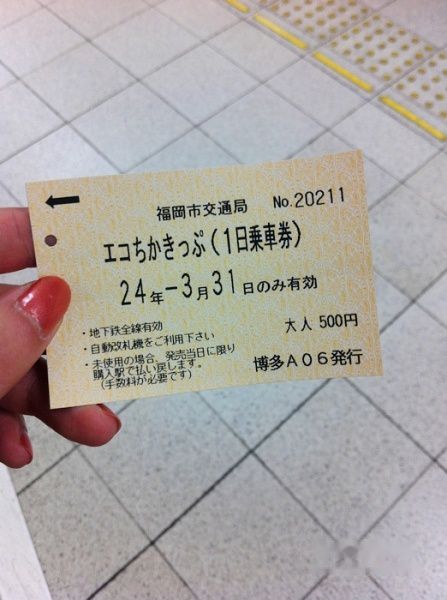 福岡市交通局 No.20211
エコちかきっぷ(1日乗車券)
24年-3月31日のみ有効
・地下鉄全線有効
大人 500円
・自動改札機をご利用下さい
・未使用の場合、発売当日に限り
購入駅で払い戻します。
(手数料が必要です)
博多A06発行